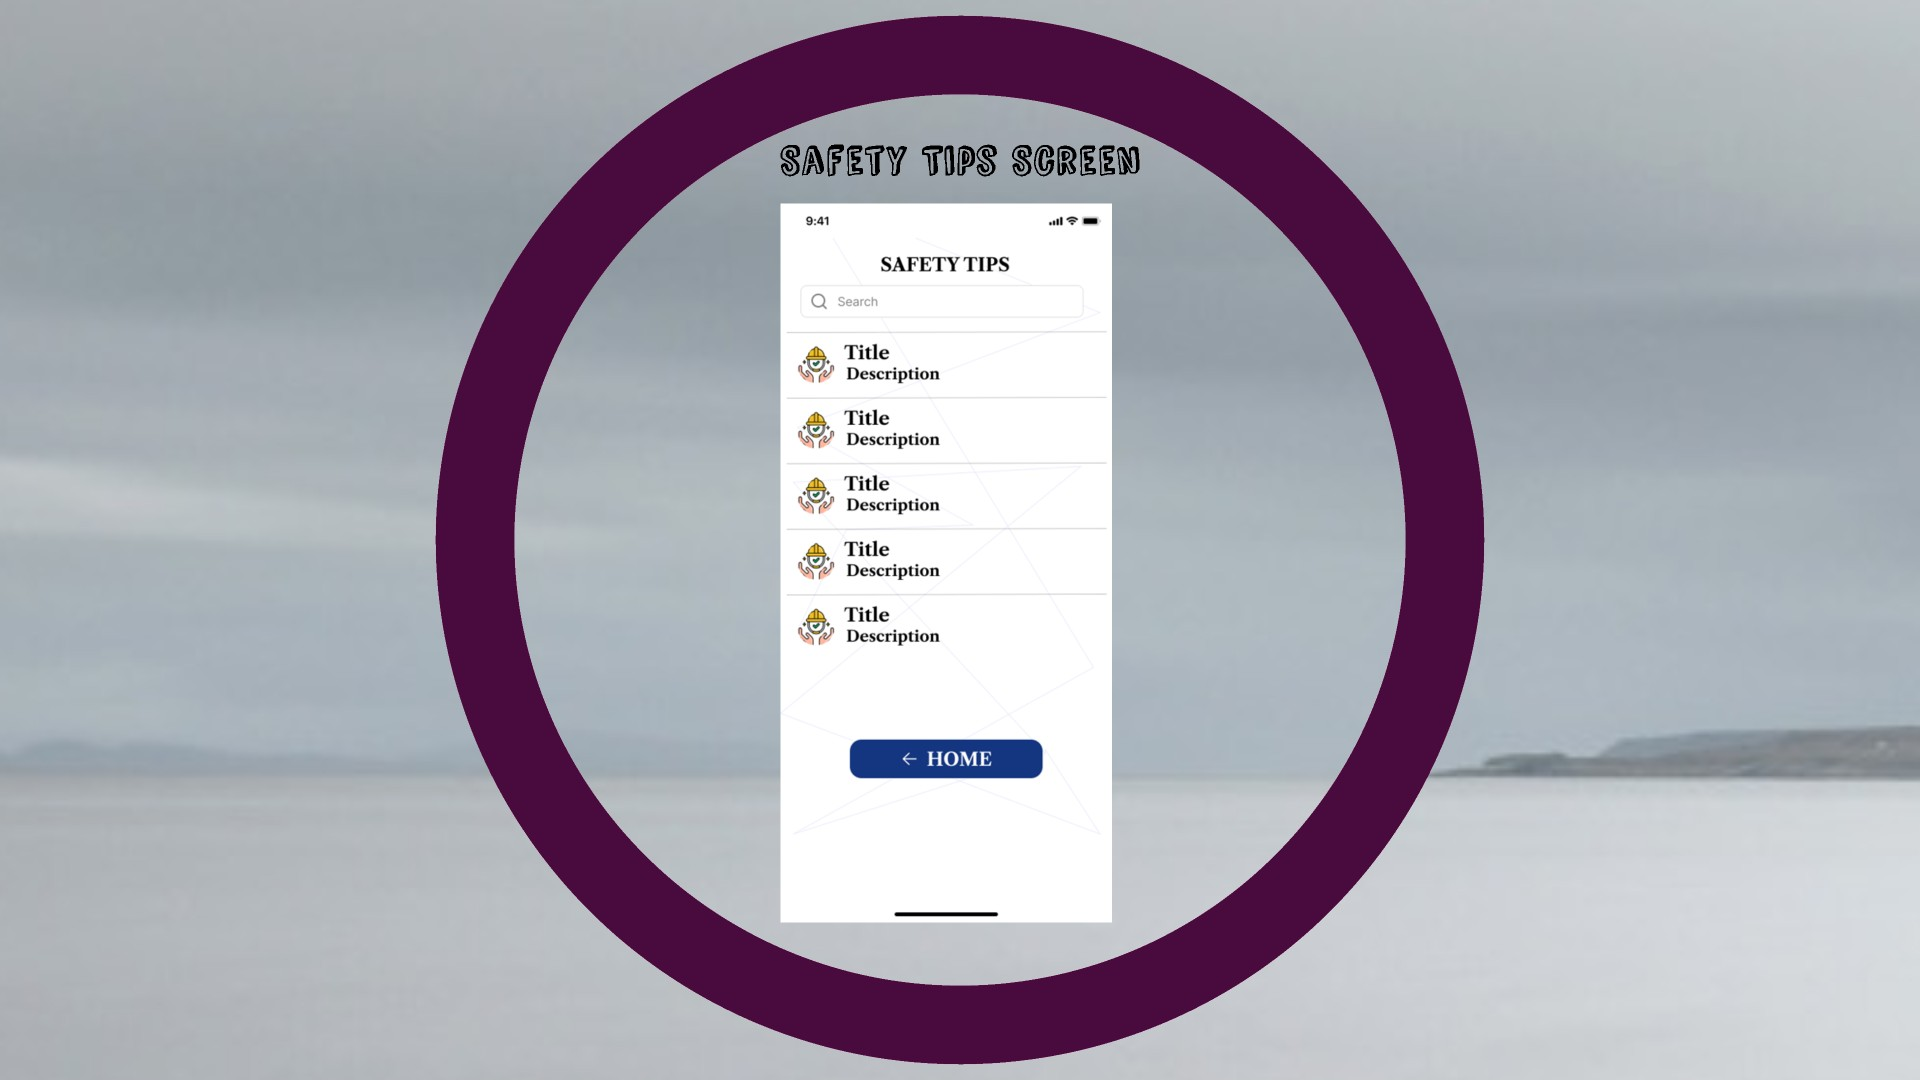 SAFETY TIPS SCREEN
9:41
SAFETY TIPS
Search
Title
Description
Title
Description
Title
Description
Title
Description
Title
Description
← HOME